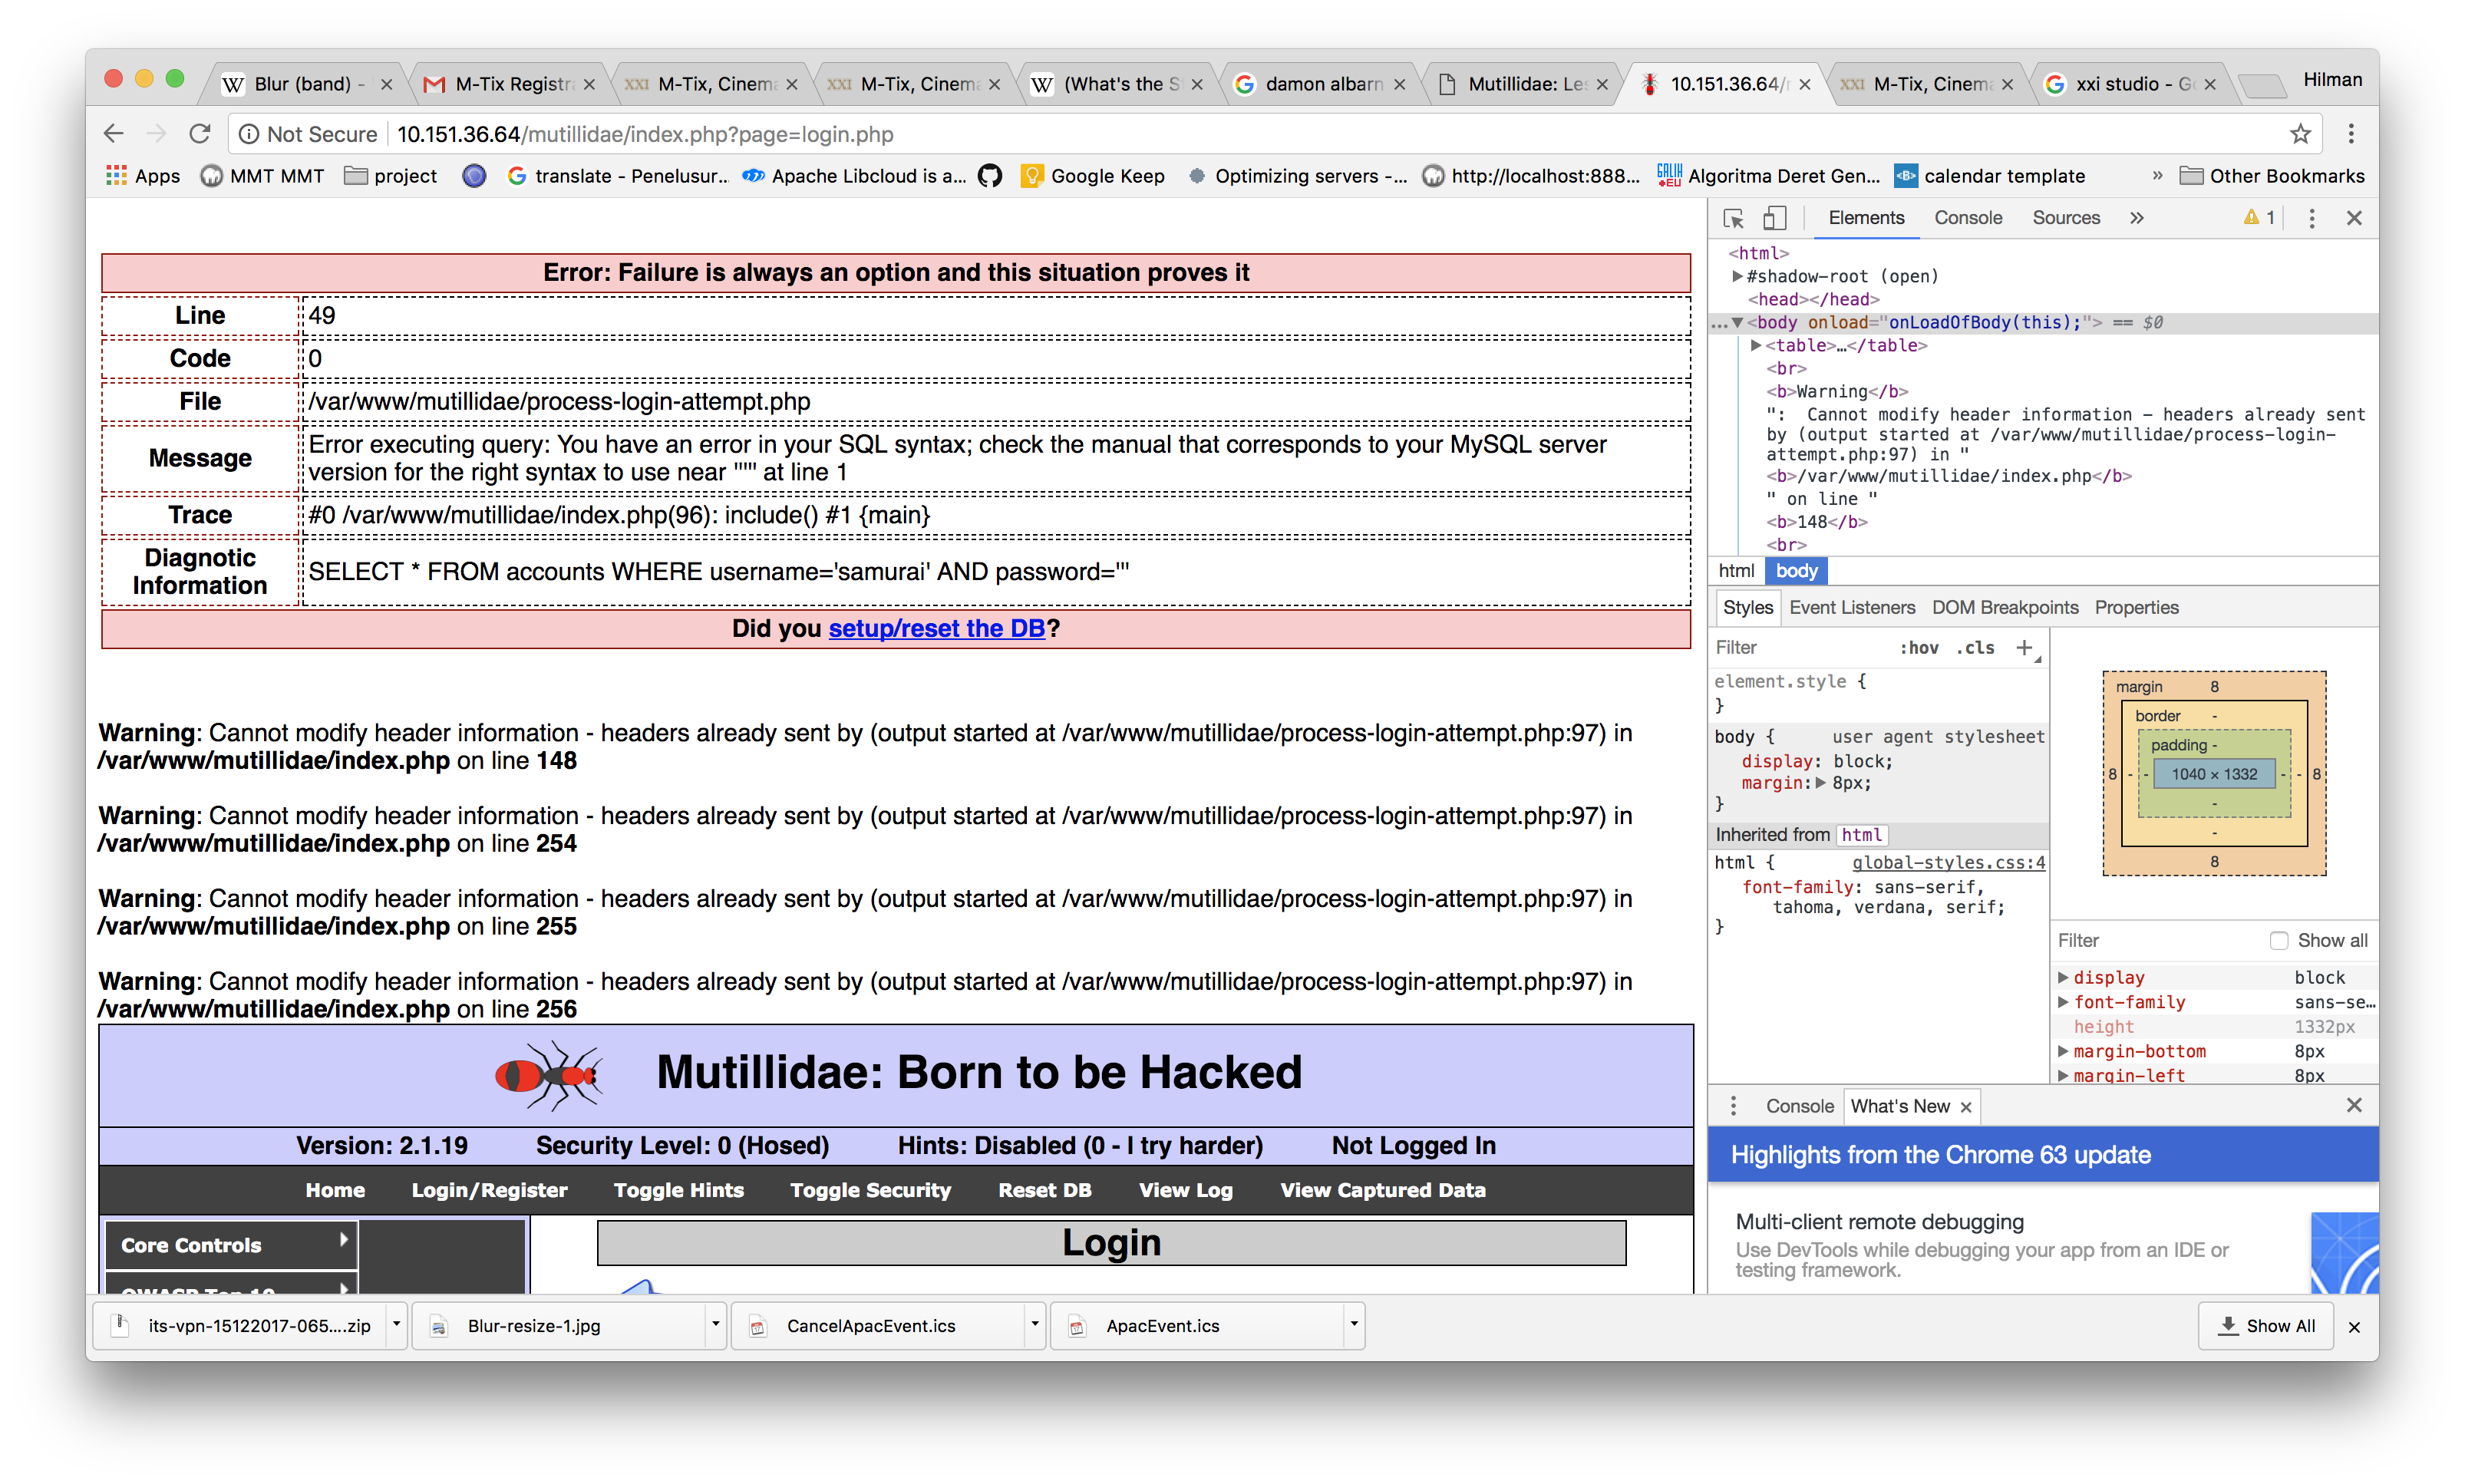 Blur (band) -
M-Tix Registr
M-Tix, Cinema
M-Tix, Cinema
(What's the S
damon albarn
Mutillidae: Les
10.151.36.64/
M-Tix, Cinema
xxi studio - Go
Hilman
Not Secure 10.151.36.64/mutillidae/index.php?page=login.php
Apps MMT MMT project translate - Penelusur... Apache Libcloud is a... Google Keep Optimizing servers -... http://localhost:888... Algoritma Deret Gen... calendar template » Other Bookmarks
Error: Failure is always an option and this situation proves it
Line 49
Code 0
File /var/www/mutillidae/process-login-attempt.php
Message Error executing query: You have an error in your SQL syntax; check the manual that corresponds to your MySQL server
version for the right syntax to use near ''''' at line 1
Trace #0 /var/www/mutillidae/index.php(96): include() #1 {main}
Diagnotic
Information SELECT * FROM accounts WHERE username='samurai' AND password='''
Did you setup/reset the DB?
Warning: Cannot modify header information - headers already sent by (output started at /var/www/mutillidae/process-login-attempt.php:97) in
/var/www/mutillidae/index.php on line 148
Warning: Cannot modify header information - headers already sent by (output started at /var/www/mutillidae/process-login-attempt.php:97) in
/var/www/mutillidae/index.php on line 254
Warning: Cannot modify header information - headers already sent by (output started at /var/www/mutillidae/process-login-attempt.php:97) in
/var/www/mutillidae/index.php on line 255
Warning: Cannot modify header information - headers already sent by (output started at /var/www/mutillidae/process-login-attempt.php:97) in
/var/www/mutillidae/index.php on line 256
Mutillidae: Born to be Hacked
Version: 2.1.19 Security Level: 0 (Hosed) Hints: Disabled (0 - I try harder) Not Logged In
Home Login/Register Toggle Hints Toggle Security Reset DB View Log View Captured Data
Core Controls
OWASP Top 10
Login
Elements Console Sources » 1
<html>
#shadow-root (open)
<head></head>
...<body onload="onLoadOfBody(this);"> == $0
<table>…</table>
<br>
<b>Warning</b>
":  Cannot modify header information - headers already sent
by (output started at /var/www/mutillidae/process-login-
attempt.php:97) in "
<b>/var/www/mutillidae/index.php</b>
" on line "
<b>148</b>
<br>
html body
Styles Event Listeners DOM Breakpoints Properties
Filter :hov .cls +
element.style {
}
body { user agent stylesheet
display: block;
margin: 8px;
}
Inherited from html
html { global-styles.css:4
font-family: sans-serif,
tahoma, verdana, serif;
}
margin 8
border -
padding -
8 - - 1040 × 1332 - - 8
-
-
8
Filter Show all
display block
font-family sans-se...
height 1332px
margin-bottom 8px
margin-left 8px
Console What's New
Highlights from the Chrome 63 update
Multi-client remote debugging
Use DevTools while debugging your app from an IDE or
testing framework.
its-vpn-15122017-065....zip
Blur-resize-1.jpg
CancelApacEvent.ics
ApacEvent.ics
Show All